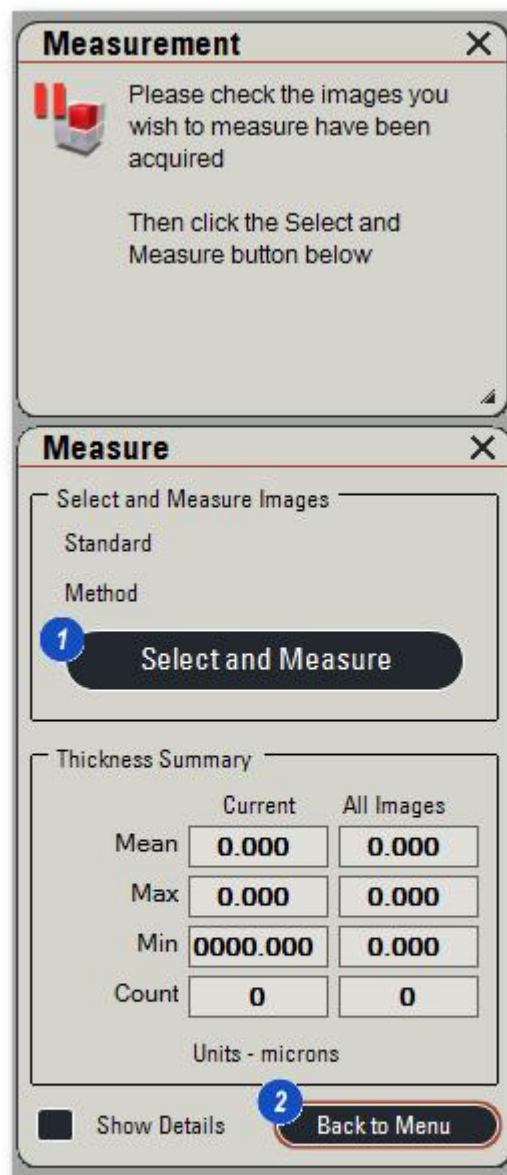 Measurement
Please check the images you
wish to measure have been
acquired
Then click the Select and
Measure button below
Measure
Select and Measure Images
Standard
Method
1
Select and Measure
Thickness Summary
Current All Images
Mean 0.000 0.000
Max 0.000 0.000
Min 0000.000 0.000
Count 0 0
Units - microns
2
Show Details Back to Menu